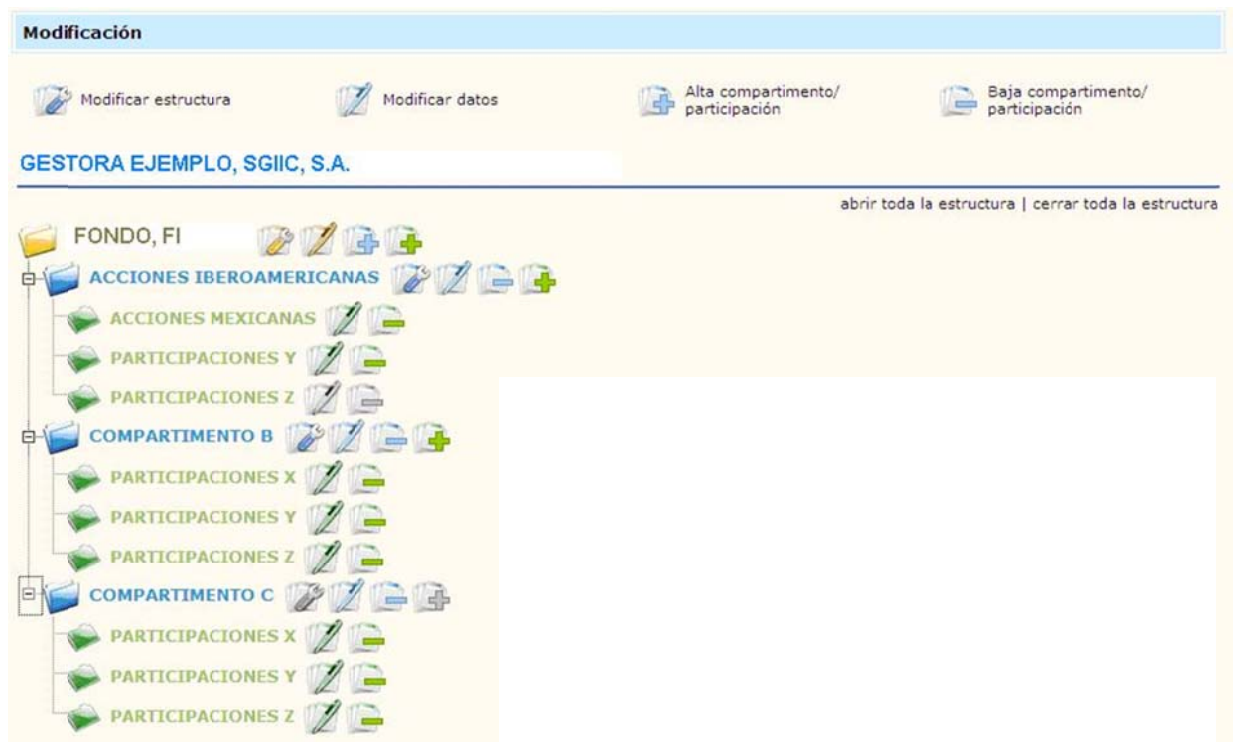 Modificación
Modificar estructura
Modificar datos
Alta compartimento/
participación
Baja compartimento/
participación
GESTORA EJEMPLO, SGIIC, S.A.
abrir toda la estructura | cerrar toda la estructura
FONDO, FI
ACCIONES IBEROAMERICANAS
ACCIONES MEXICANAS
PARTICIPACIONES Y
PARTICIPACIONES Z
COMPARTIMENTO B
PARTICIPACIONES X
PARTICIPACIONES Y
PARTICIPACIONES Z
COMPARTIMENTO C
PARTICIPACIONES X
PARTICIPACIONES Y
PARTICIPACIONES Z